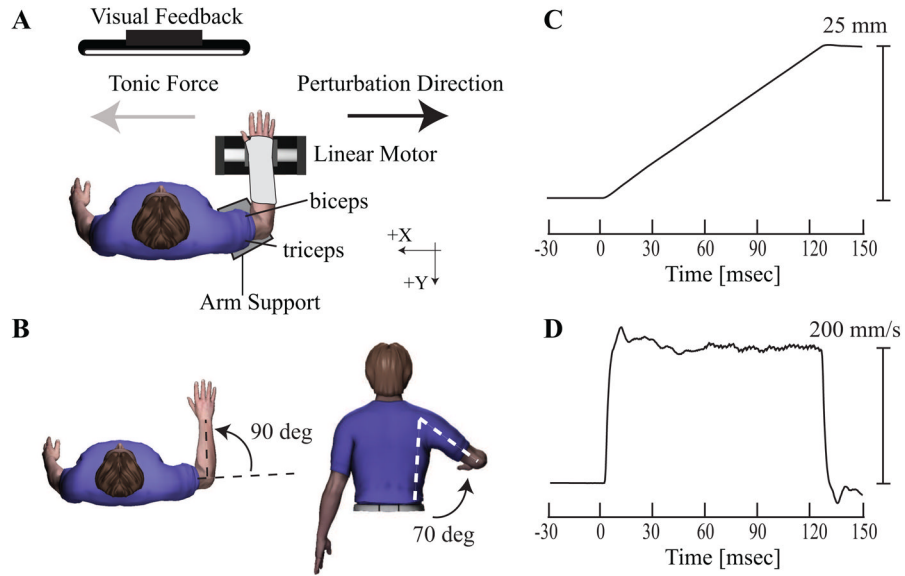 A
Visual Feedback
Tonic Force
Perturbation Direction
Linear Motor
biceps
triceps
+X
+Y
Arm Support
B
90 deg
70 deg
C
25 mm
-30 0 30 60 90 120 150
Time [msec]
D
200 mm/s
-30 0 30 60 90 120 150
Time [msec]